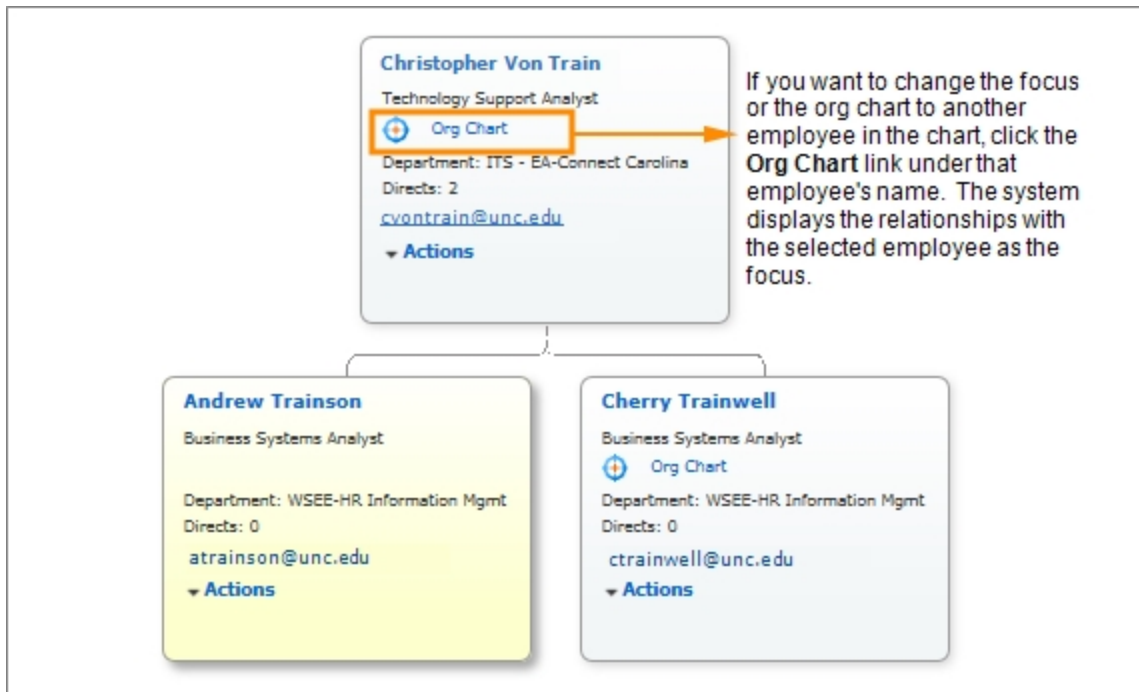 Christopher Von Train
Technology Support Analyst
Org Chart
Department: ITS - EA-Connect Carolina
Directs: 2
cvontrain@unc.edu
Actions
If you want to change the focus
or the org chart to another
employee in the chart, click the
Org Chart link under that
employee's name. The system
displays the relationships with
the selected employee as the
focus.
Andrew Trainson
Business Systems Analyst
Department: WSEE-HR Information Mgmt
Directs: 0
atrainson@unc.edu
Actions
Cherry Trainwell
Business Systems Analyst
Org Chart
Department: WSEE-HR Information Mgmt
Directs: 0
ctrainwell@unc.edu
Actions